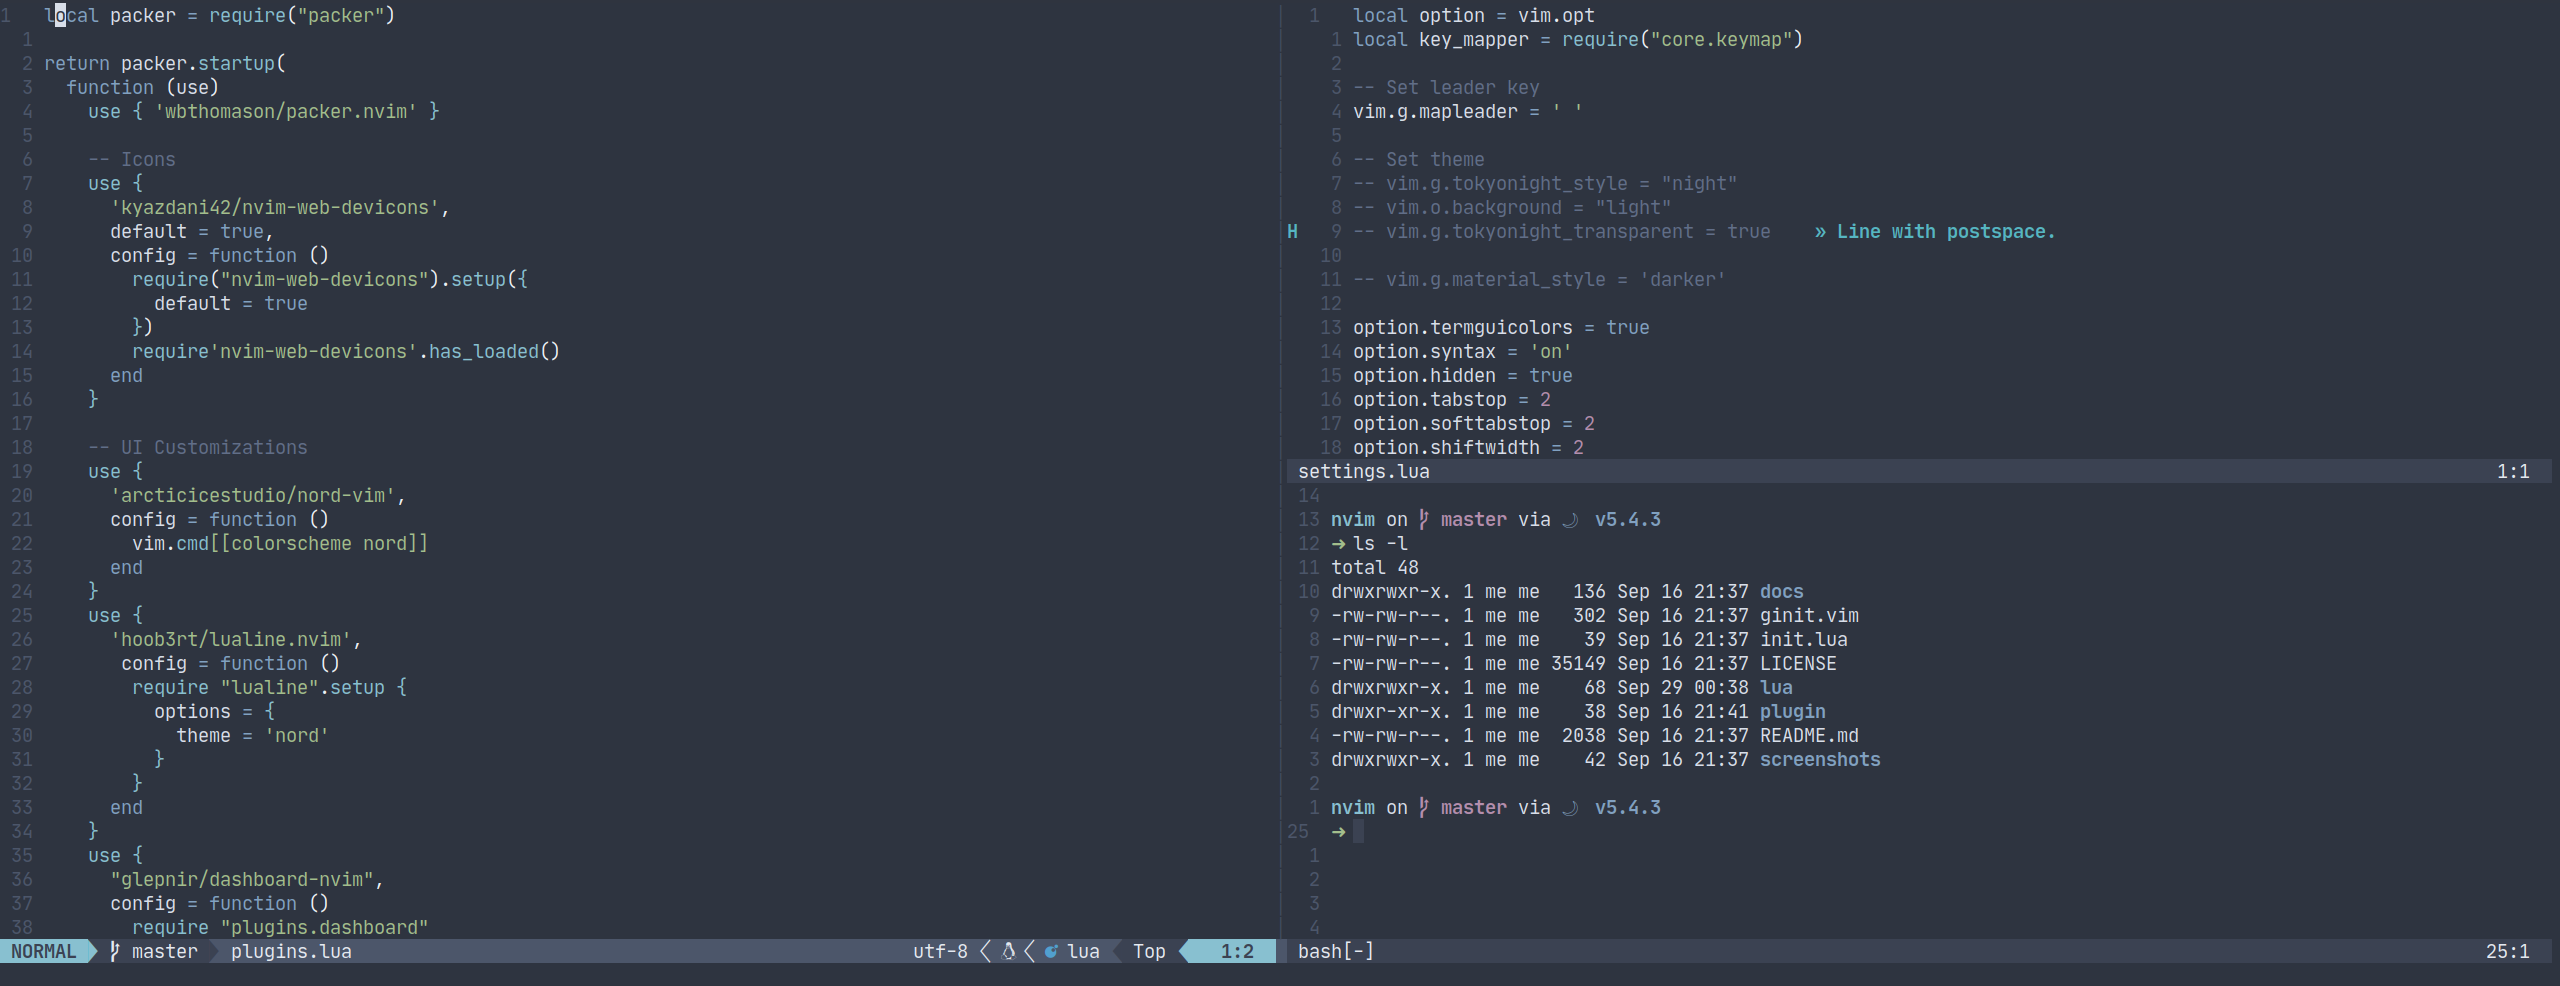 1   local packer = require("packer")
  1
  2 return packer.startup(
  3   function (use)
  4     use { 'wbthomason/packer.nvim' }
  5
  6     -- Icons
  7     use {
  8       'kyazdani42/nvim-web-devicons',
  9       default = true,
 10       config = function ()
 11         require("nvim-web-devicons").setup({
 12           default = true
 13         })
 14         require'nvim-web-devicons'.has_loaded()
 15       end
 16     }
 17
 18     -- UI Customizations
 19     use {
 20       'arcticicestudio/nord-vim',
 21       config = function ()
 22         vim.cmd[[colorscheme nord]]
 23       end
 24     }
 25     use {
 26       'hoob3rt/lualine.nvim',
 27        config = function ()
 28         require "lualine".setup {
 29           options = {
 30             theme = 'nord'
 31           }
 32         }
 33       end
 34     }
 35     use {
 36       "glepnir/dashboard-nvim",
 37       config = function ()
 38         require "plugins.dashboard"
NORMAL master plugins.lua utf-8 lua Top 1:2
  1   local option = vim.opt
    1 local key_mapper = require("core.keymap")
    2
    3 -- Set leader key
    4 vim.g.mapleader = ' '
    5
    6 -- Set theme
    7 -- vim.g.tokyonight_style = "night"
    8 -- vim.o.background = "light"
H   9 -- vim.g.tokyonight_transparent = true    » Line with postspace.
   10
   11 -- vim.g.material_style = 'darker'
   12
   13 option.termguicolors = true
   14 option.syntax = 'on'
   15 option.hidden = true
   16 option.tabstop = 2
   17 option.softtabstop = 2
   18 option.shiftwidth = 2
settings.lua 1:1
 14
 13 nvim on master via v5.4.3
 12 ➜ ls -l
 11 total 48
 10 drwxrwxr-x. 1 me me   136 Sep 16 21:37 docs
  9 -rw-rw-r--. 1 me me   302 Sep 16 21:37 ginit.vim
  8 -rw-rw-r--. 1 me me    39 Sep 16 21:37 init.lua
  7 -rw-rw-r--. 1 me me 35149 Sep 16 21:37 LICENSE
  6 drwxrwxr-x. 1 me me    68 Sep 29 00:38 lua
  5 drwxr-xr-x. 1 me me    38 Sep 16 21:41 plugin
  4 -rw-rw-r--. 1 me me  2038 Sep 16 21:37 README.md
  3 drwxrwxr-x. 1 me me    42 Sep 16 21:37 screenshots
  2
  1 nvim on master via v5.4.3
25  ➜
  1
  2
  3
  4
bash[-] 25:1